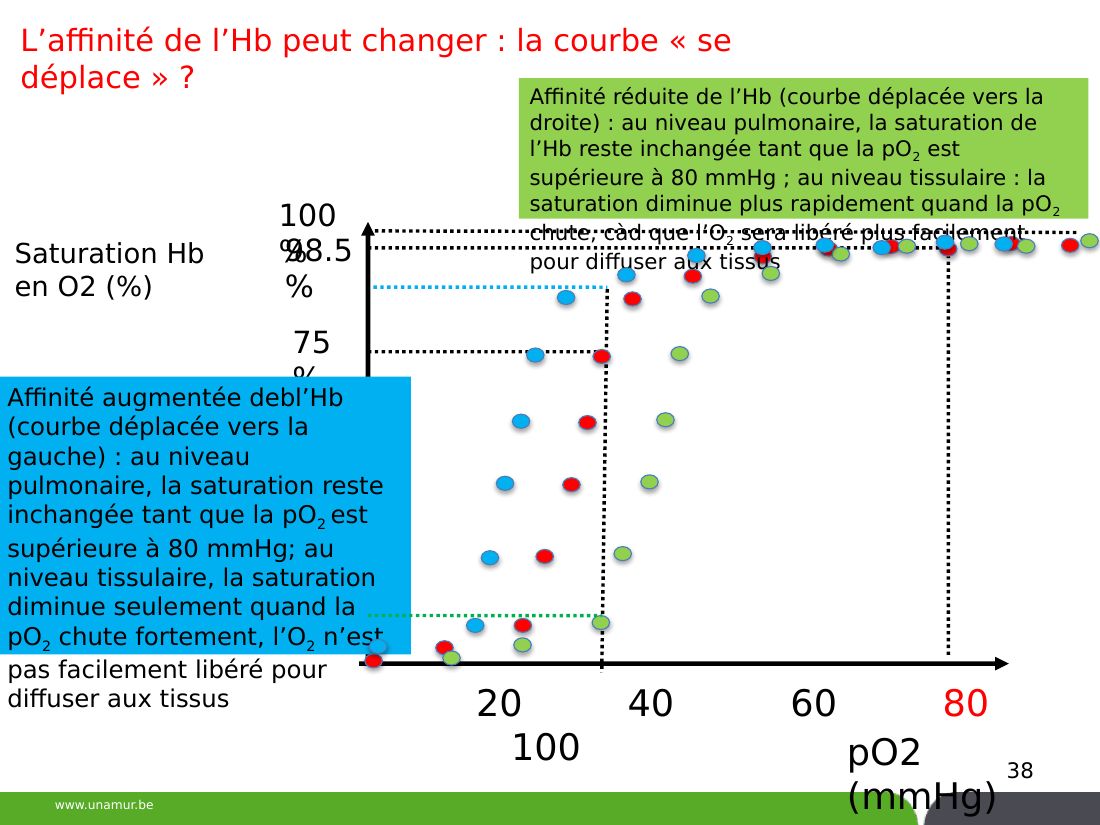 L’affinité de l’Hb peut changer : la courbe « se
déplace » ?
Affinité réduite de l’Hb (courbe déplacée vers la
droite) : au niveau pulmonaire, la saturation de
l’Hb reste inchangée tant que la pO2 est
supérieure à 80 mmHg ; au niveau tissulaire : la
saturation diminue plus rapidement quand la pO2
chute, càd que l’O2 sera libéré plus facilement
pour diffuser aux tissus
100
%
98.5
%
Saturation Hb
en O2 (%)
75
%
Affinité augmentée debl’Hb
(courbe déplacée vers la
gauche) : au niveau
pulmonaire, la saturation reste
inchangée tant que la pO2 est
supérieure à 80 mmHg; au
niveau tissulaire, la saturation
diminue seulement quand la
pO2 chute fortement, l’O2 n’est
pas facilement libéré pour
diffuser aux tissus
20 40 60 80
100
pO2
(mmHg)
38
www.unamur.be